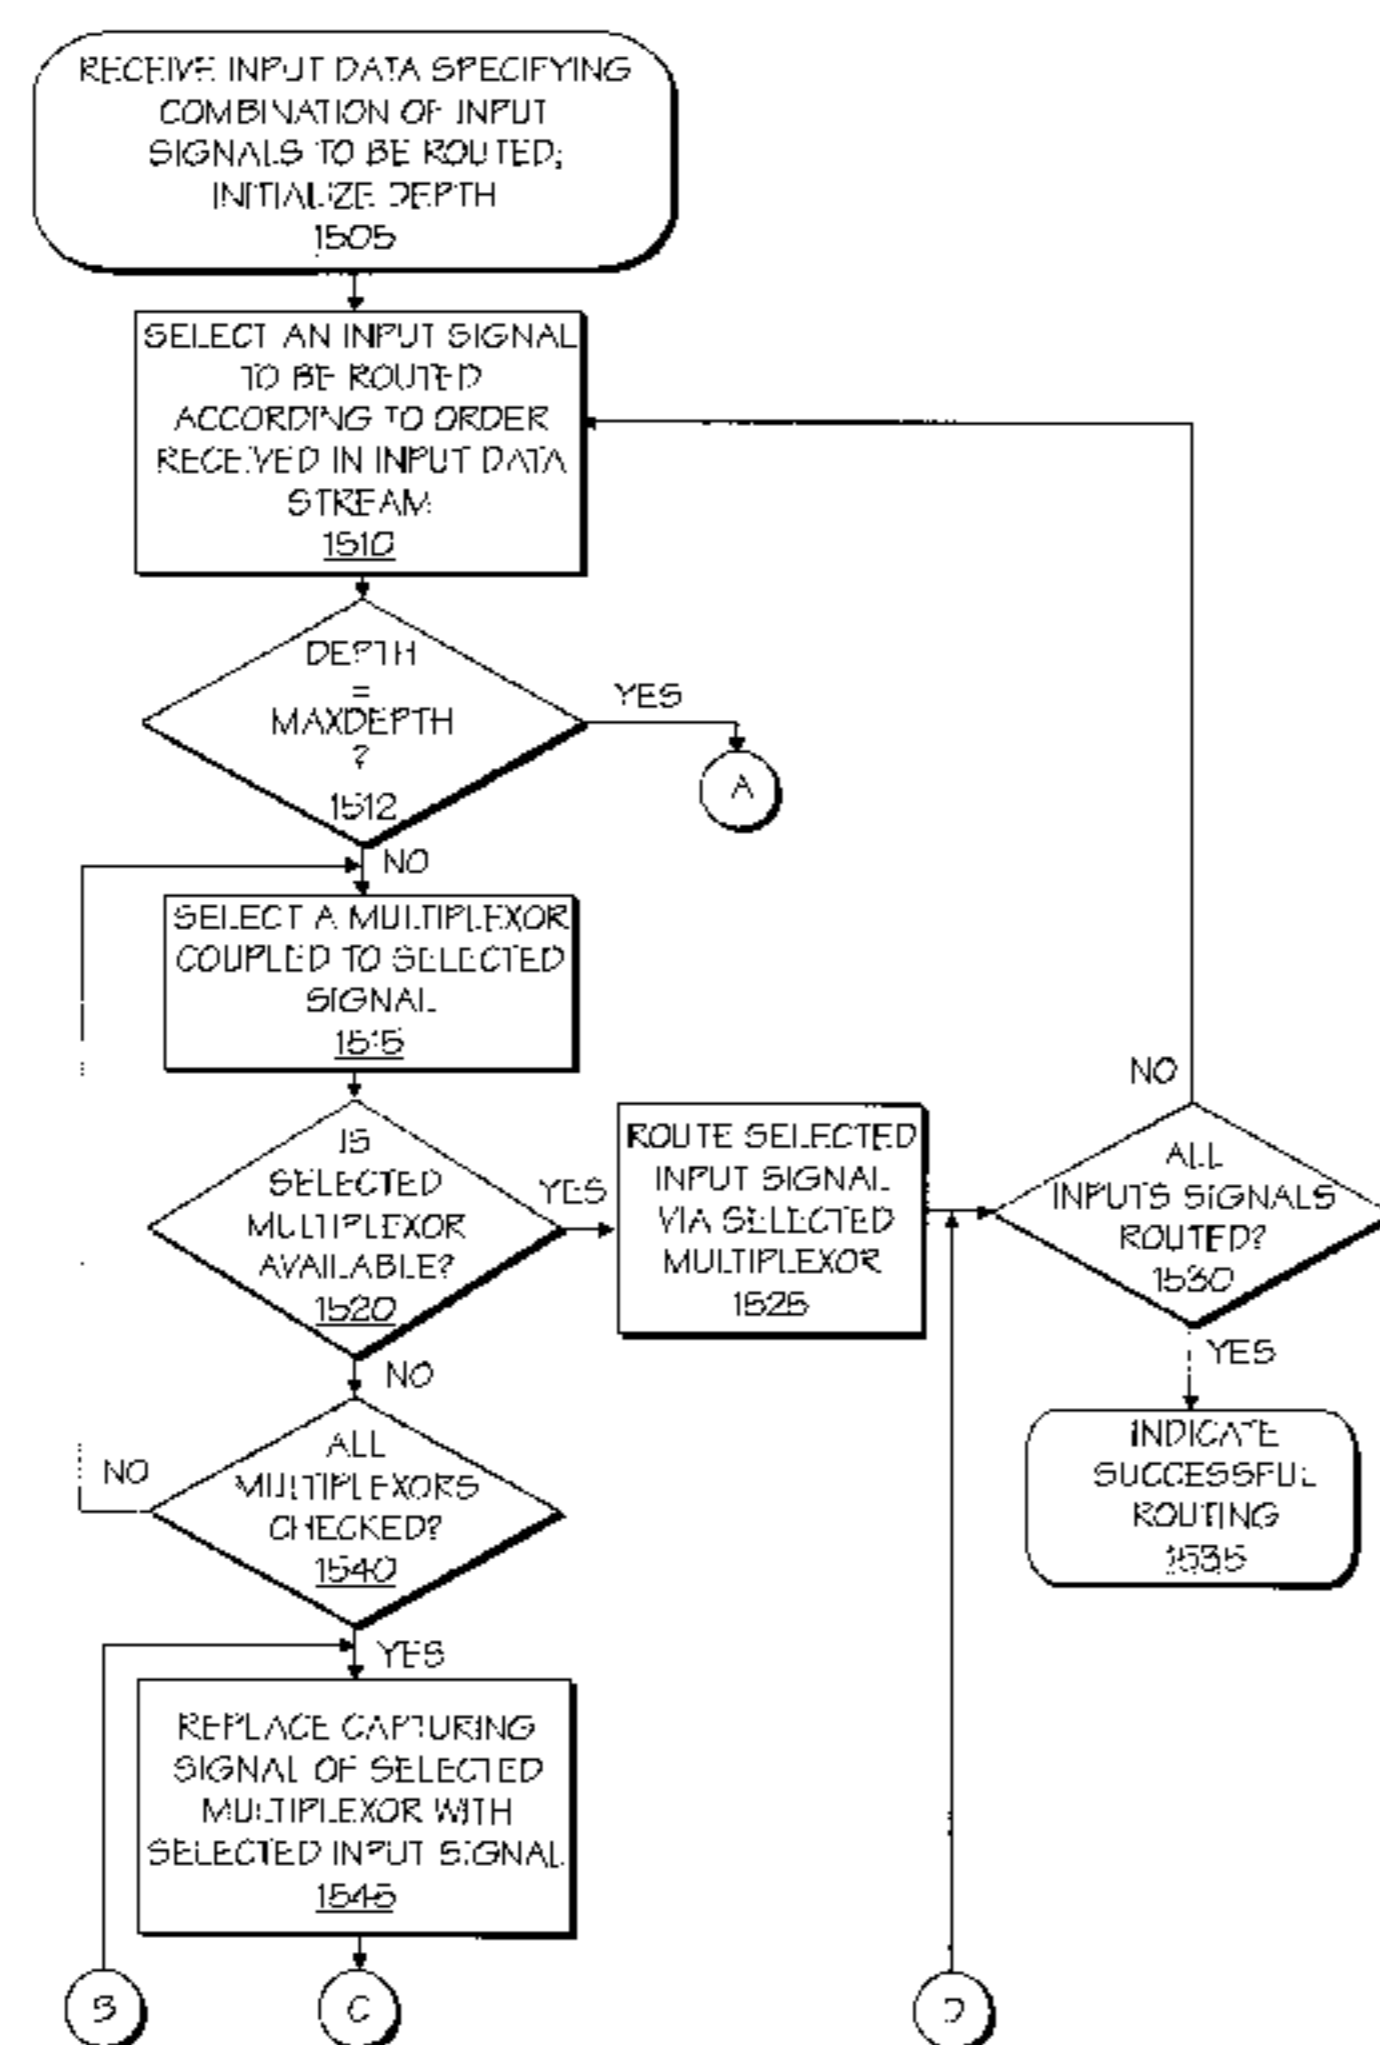 RECEIVE INPUT DATA SPECIFYING
COMBINATION OF INPUT
SIGNALS TO BE ROUTED;
INITIALIZE DEPTH
1505
SELECT AN INPUT SIGNAL
TO BE ROUTED
ACCORDING TO ORDER
RECEIVED IN INPUT DATA
STREAM
1510
DEPTH
=
MAXDEPTH
?
1512
YES
A
NO
SELECT A MULTIPLEXOR
COUPLED TO SELECTED
SIGNAL
1515
IS
SELECTED
MULTIPLEXOR
AVAILABLE?
1520
YES
ROUTE SELECTED
INPUT SIGNAL
VIA SELECTED
MULTIPLEXOR
1525
NO
ALL
INPUTS SIGNALS
ROUTED?
1530
YES
INDICATE
SUCCESSFUL
ROUTING
1535
NO
ALL
MULTIPLEXORS
CHECKED?
1540
NO
YES
REPLACE CAPTURING
SIGNAL OF SELECTED
MULTIPLEXOR WITH
SELECTED INPUT SIGNAL
1545
B
C
D